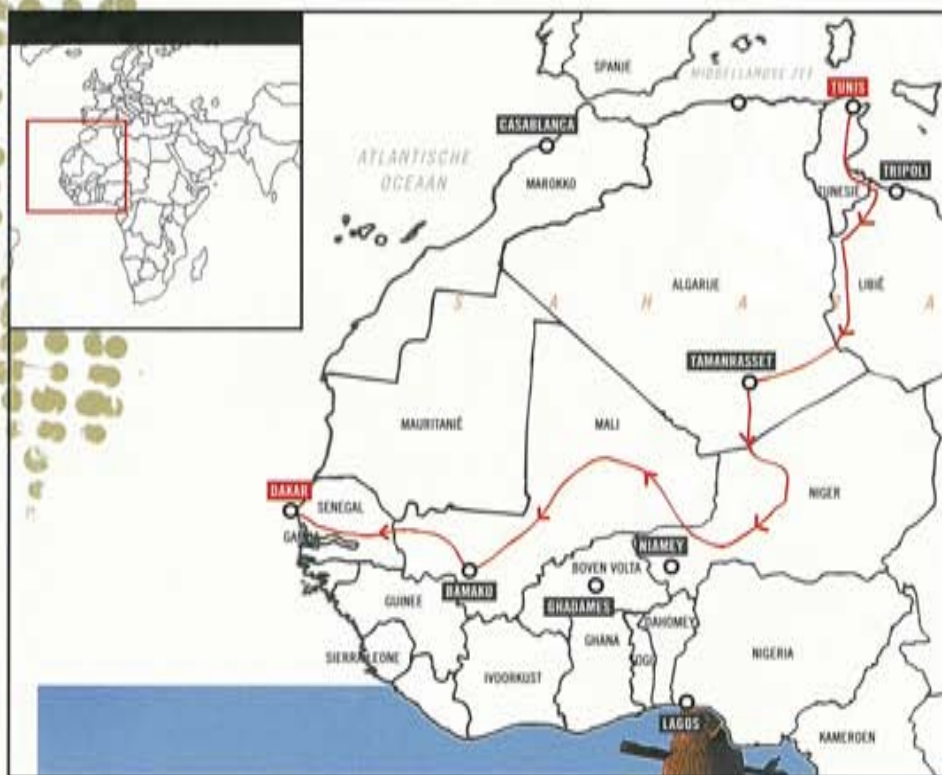 SPANJE
MIDDELLANDSE ZEE
TUNIS
CASABLANCA
ATLANTISCHE
OCEAAN
MAROKKO
TRIPOLI
TUNESIË
ALGARIJE
LIBIË
S A H A R A
TAMANRASSET
MAURITANIË
MALI
NIGER
DAKAR
SENEGAL
GAMBIA
NIAMEY
BOVEN VOLTA
BAMAKO
GHADAMES
GUINEE
DAHOMEY
GHANA
TOGO
NIGERIA
SIERRA LEONE
IVOORKUST
LAGOS
KAMEROEN